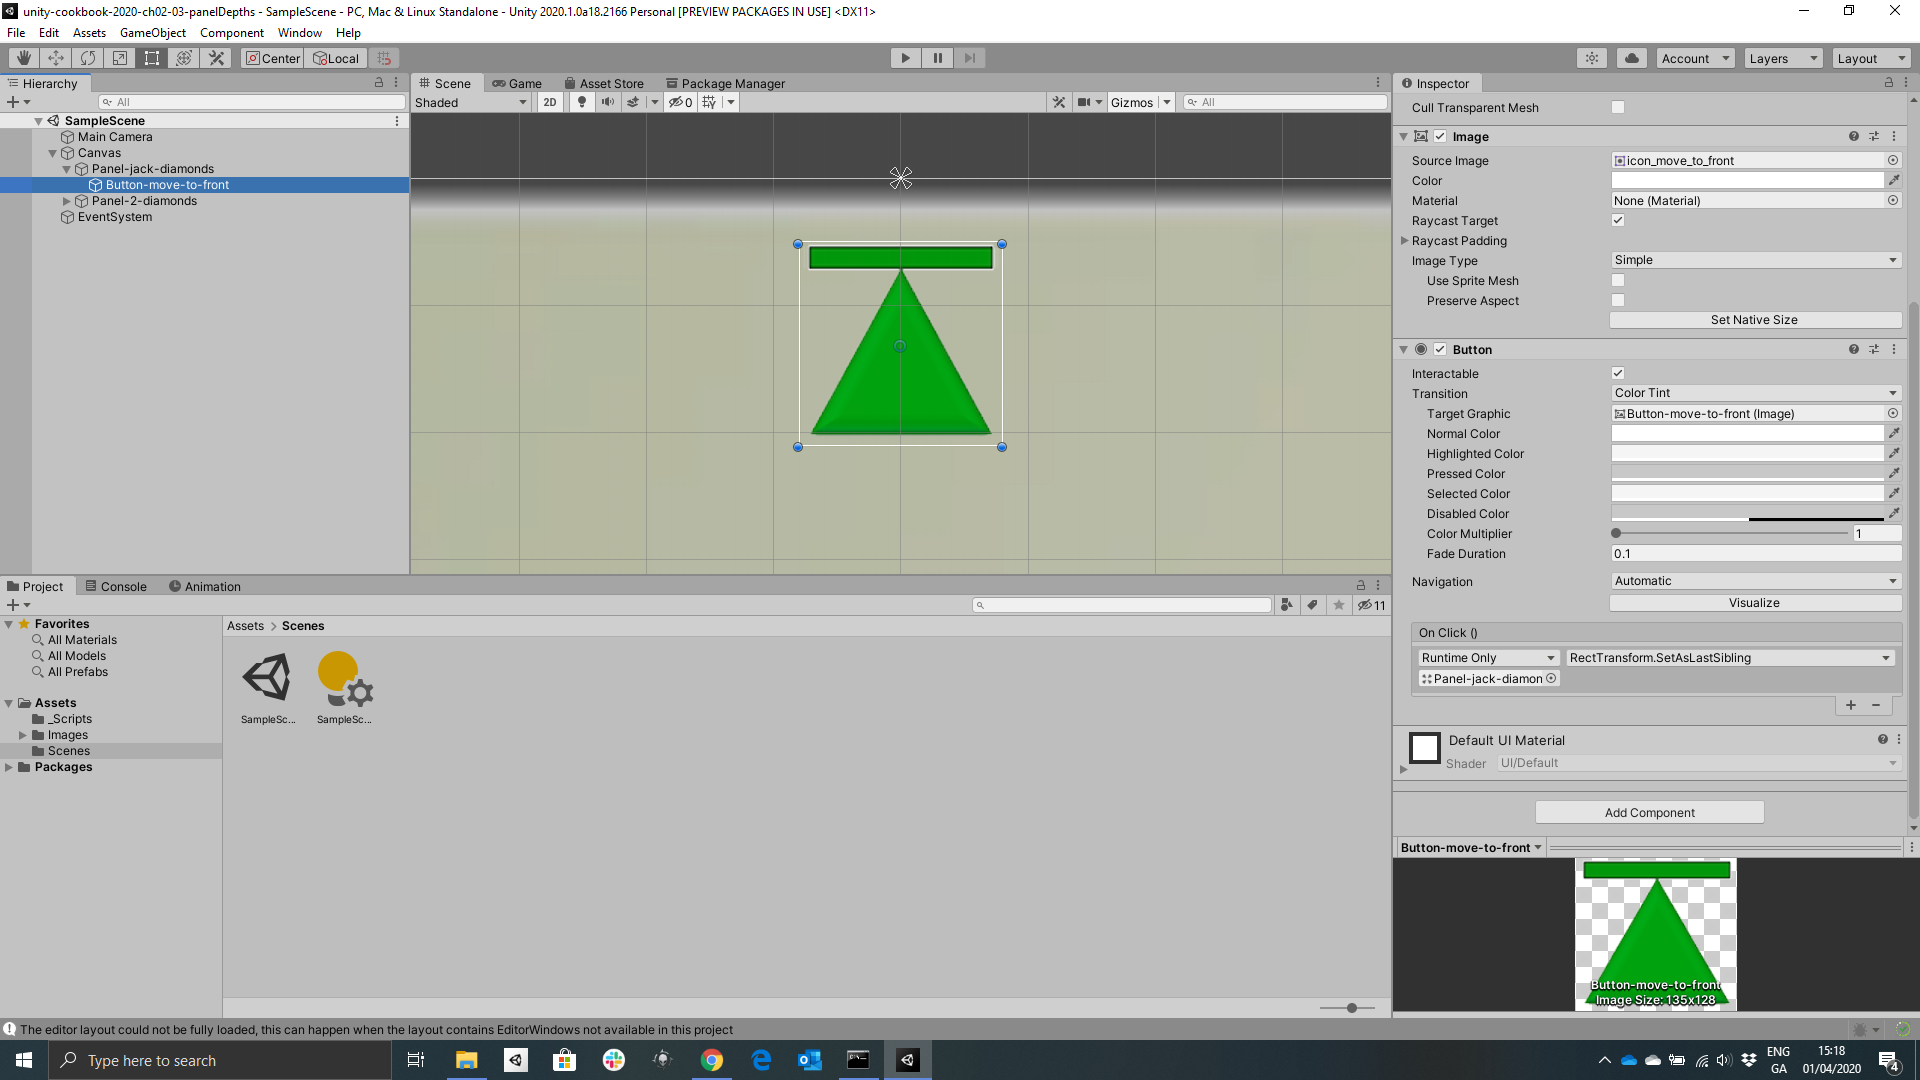 unity-cookbook-2020-ch02-03-panelDepths - SampleScene - PC, Mac & Linux Standalone - Unity 2020.1.0a18.2166 Personal [PREVIEW PACKAGES IN USE] <DX11>
File Edit Assets GameObject Component Window Help
Center Local Account Layers Layout
Hierarchy
All
SampleScene
Main Camera
Canvas
Panel-jack-diamonds
Button-move-to-front
Panel-2-diamonds
EventSystem
Scene Game Asset Store Package Manager
Shaded 2D 0 Gizmos All
Inspector
Cull Transparent Mesh
Image
Source Image icon_move_to_front
Color
Material None (Material)
Raycast Target
Raycast Padding
Image Type Simple
Use Sprite Mesh
Preserve Aspect
Set Native Size
Button
Interactable
Transition Color Tint
Target Graphic Button-move-to-front (Image)
Normal Color
Highlighted Color
Pressed Color
Selected Color
Disabled Color
Color Multiplier 1
Fade Duration 0.1
Navigation Automatic
Visualize
On Click ()
Runtime Only RectTransform.SetAsLastSibling
Panel-jack-diamon
Default UI Material
Shader UI/Default
Add Component
Button-move-to-front
Button-move-to-front
Image Size: 135x128
Project Console Animation
11
Favorites
All Materials
All Models
All Prefabs
Assets
_Scripts
Images
Scenes
Packages
Assets > Scenes
SampleSc... SampleSc...
The editor layout could not be fully loaded, this can happen when the layout contains EditorWindows not available in this project
Type here to search
ENG
GA
15:18
01/04/2020
4